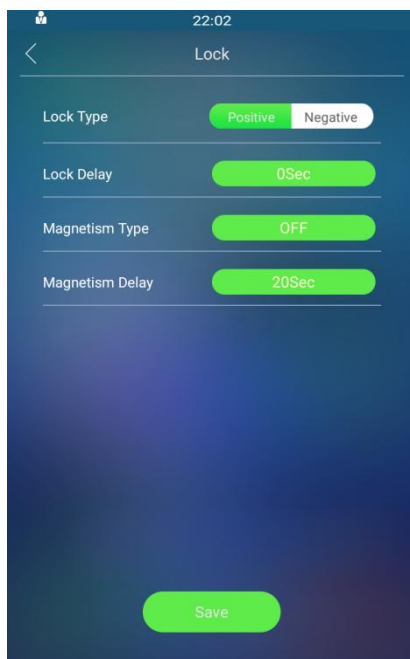 22:02
Lock
Lock Type Positive Negative
Lock Delay 0Sec
Magnetism Type OFF
Magnetism Delay 20Sec
Save